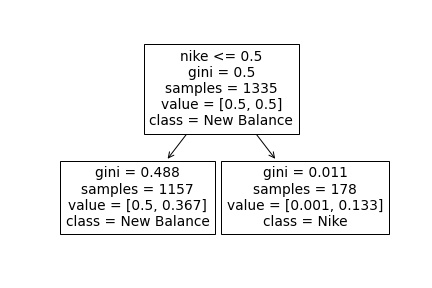 nike <= 0.5
gini = 0.5
samples = 1335
value = [0.5, 0.5]
class = New Balance
gini = 0.488
samples = 1157
value = [0.5, 0.367]
class = New Balance
gini = 0.011
samples = 178
value = [0.001, 0.133]
class = Nike